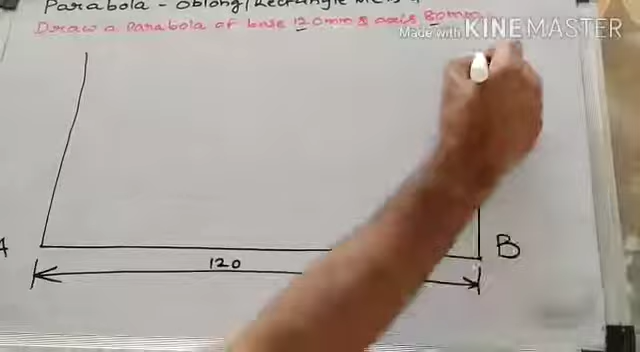 Parabola - Oblong/Rectangle
Draw a Parabola of base 120mm & axis 80mm
Made with KINEMASTER
A
B
120